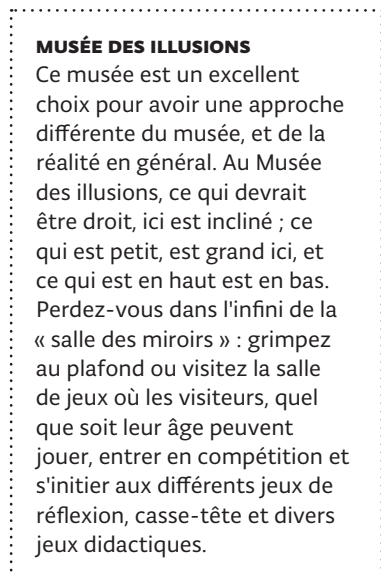 MUSÉE DES ILLUSIONS
Ce musée est un excellent
choix pour avoir une approche
différente du musée, et de la
réalité en général. Au Musée
des illusions, ce qui devrait
être droit, ici est incliné ; ce
qui est petit, est grand ici, et
ce qui est en haut est en bas.
Perdez-vous dans l'infini de la
« salle des miroirs » : grimpez
au plafond ou visitez la salle
de jeux où les visiteurs, quel
que soit leur âge peuvent
jouer, entrer en compétition et
s'initier aux différents jeux de
réflexion, casse-tête et divers
jeux didactiques.